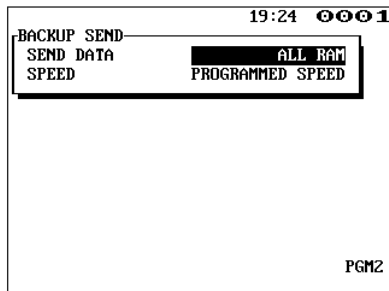 19:24 0001
BACKUP SEND
SEND DATA ALL RAM
SPEED PROGRAMMED SPEED
PGM2